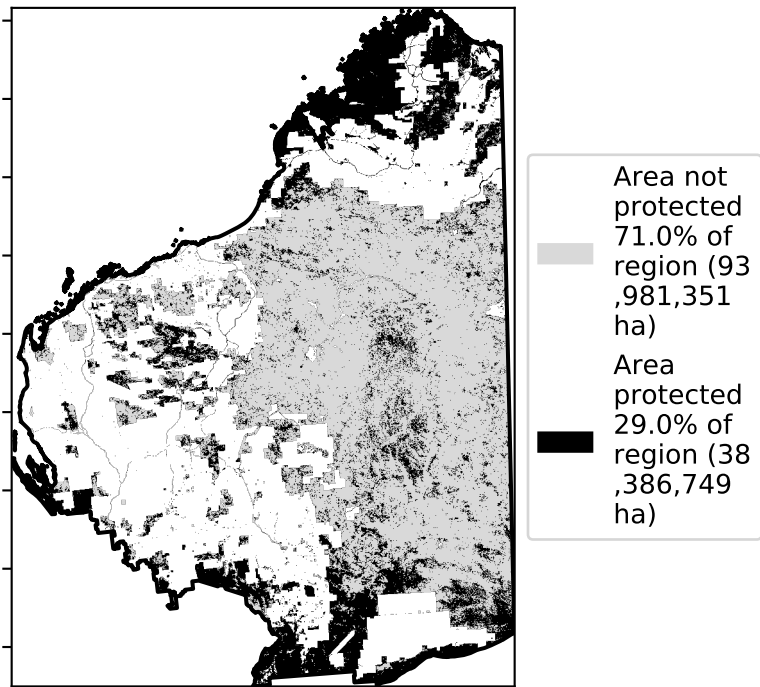 Area not
protected
71.0% of
region (93
,981,351
ha)
Area
protected
29.0% of
region (38
,386,749
ha)